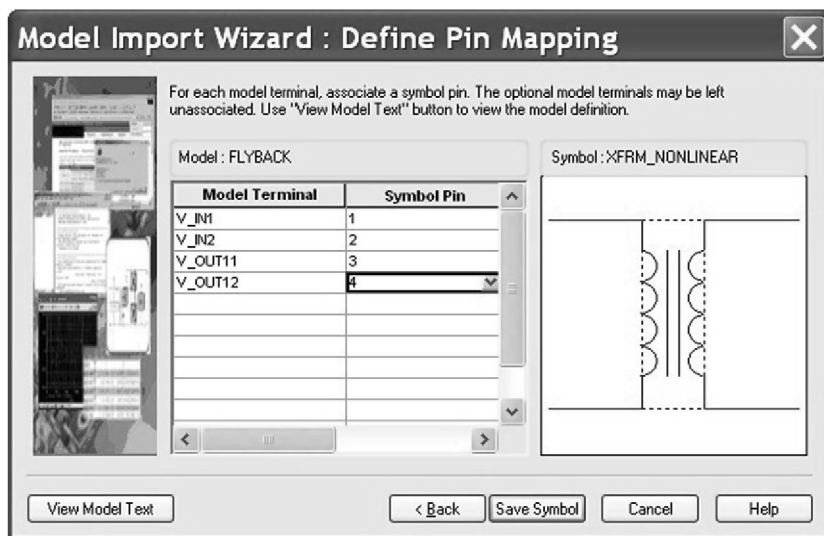 Model Import Wizard : Define Pin Mapping
For each model terminal, associate a symbol pin. The optional model terminals may be left
unassociated. Use "View Model Text" button to view the model definition.
Model : FLYBACK
Symbol : XFRM_NONLINEAR
Model Terminal Symbol Pin
V_IN1 1
V_IN2 2
V_OUT11 3
V_OUT12 4
View Model Text
< Back
Save Symbol
Cancel
Help